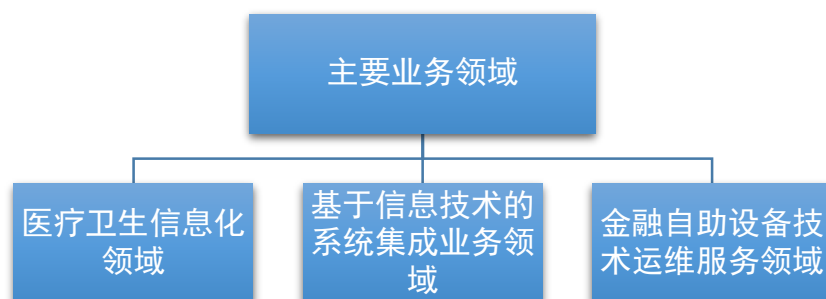 主要业务领域
医疗卫生信息化
领域
基于信息技术的
系统集成业务领
域
金融自助设备技
术运维服务领域